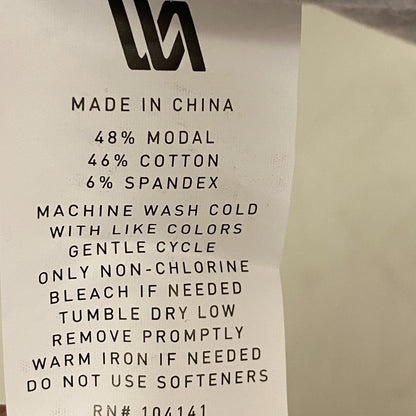 MADE IN CHINA
48% MODAL
46% COTTON
6% SPANDEX
MACHINE WASH COLD
WITH LIKE COLORS
GENTLE CYCLE
ONLY NON-CHLORINE
BLEACH IF NEEDED
TUMBLE DRY LOW
REMOVE PROMPTLY
WARM IRON IF NEEDED
DO NOT USE SOFTENERS
RN# 104141